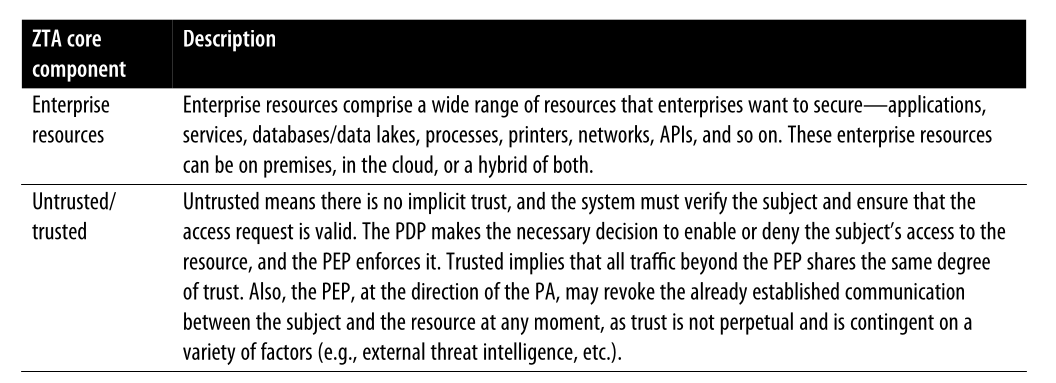 ZTA core component
Description
Enterprise resources
Enterprise resources comprise a wide range of resources that enterprises want to secure—applications,
services, databases/data lakes, processes, printers, networks, APIs, and so on. These enterprise resources
can be on premises, in the cloud, or a hybrid of both.
Untrusted/
trusted
Untrusted means there is no implicit trust, and the system must verify the subject and ensure that the
access request is valid. The PDP makes the necessary decision to enable or deny the subject’s access to the
resource, and the PEP enforces it. Trusted implies that all traffic beyond the PEP shares the same degree
of trust. Also, the PEP, at the direction of the PA, may revoke the already established communication
between the subject and the resource at any moment, as trust is not perpetual and is contingent on a
variety of factors (e.g., external threat intelligence, etc.).